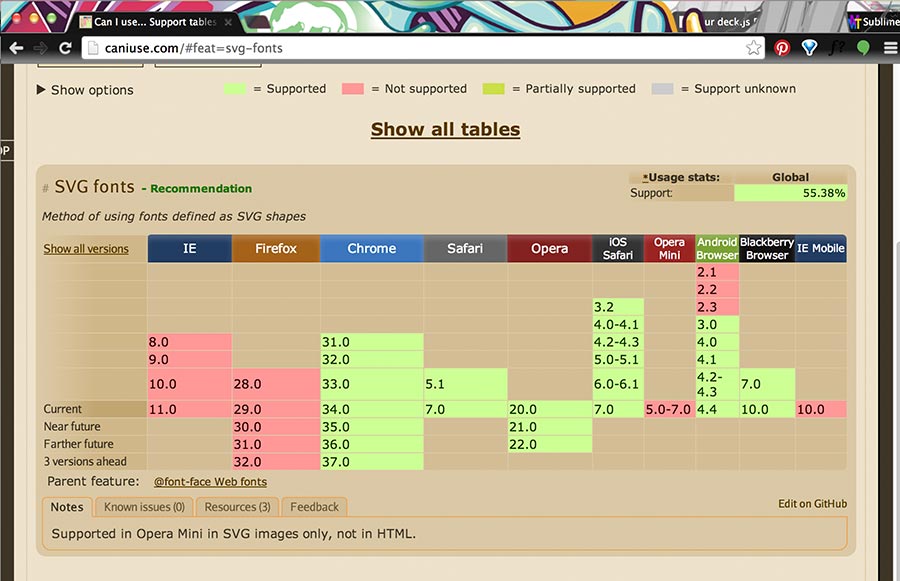 Can I use... Support tables
ur deck.js
Sublime
caniuse.com/#feat=svg-fonts
Show options
= Supported = Not supported = Partially supported = Support unknown
Show all tables
OP
# SVG fonts - Recommendation
*Usage stats: Global
Support: 55.38%
Method of using fonts defined as SVG shapes
Show all versions IE Firefox Chrome Safari Opera iOS Safari Opera Mini Android Browser Blackberry Browser IE Mobile
2.1
2.2
3.2 2.3
4.0-4.1 3.0
8.0 31.0 4.2-4.3 4.0
9.0 32.0 5.0-5.1 4.1
10.0 28.0 33.0 5.1 6.0-6.1 4.2-4.3 7.0
Current 11.0 29.0 34.0 7.0 20.0 7.0 5.0-7.0 4.4 10.0 10.0
Near future 30.0 35.0 21.0
Farther future 31.0 36.0 22.0
3 versions ahead 32.0 37.0
Parent feature: @font-face Web fonts
Notes Known issues (0) Resources (3) Feedback Edit on GitHub
Supported in Opera Mini in SVG images only, not in HTML.